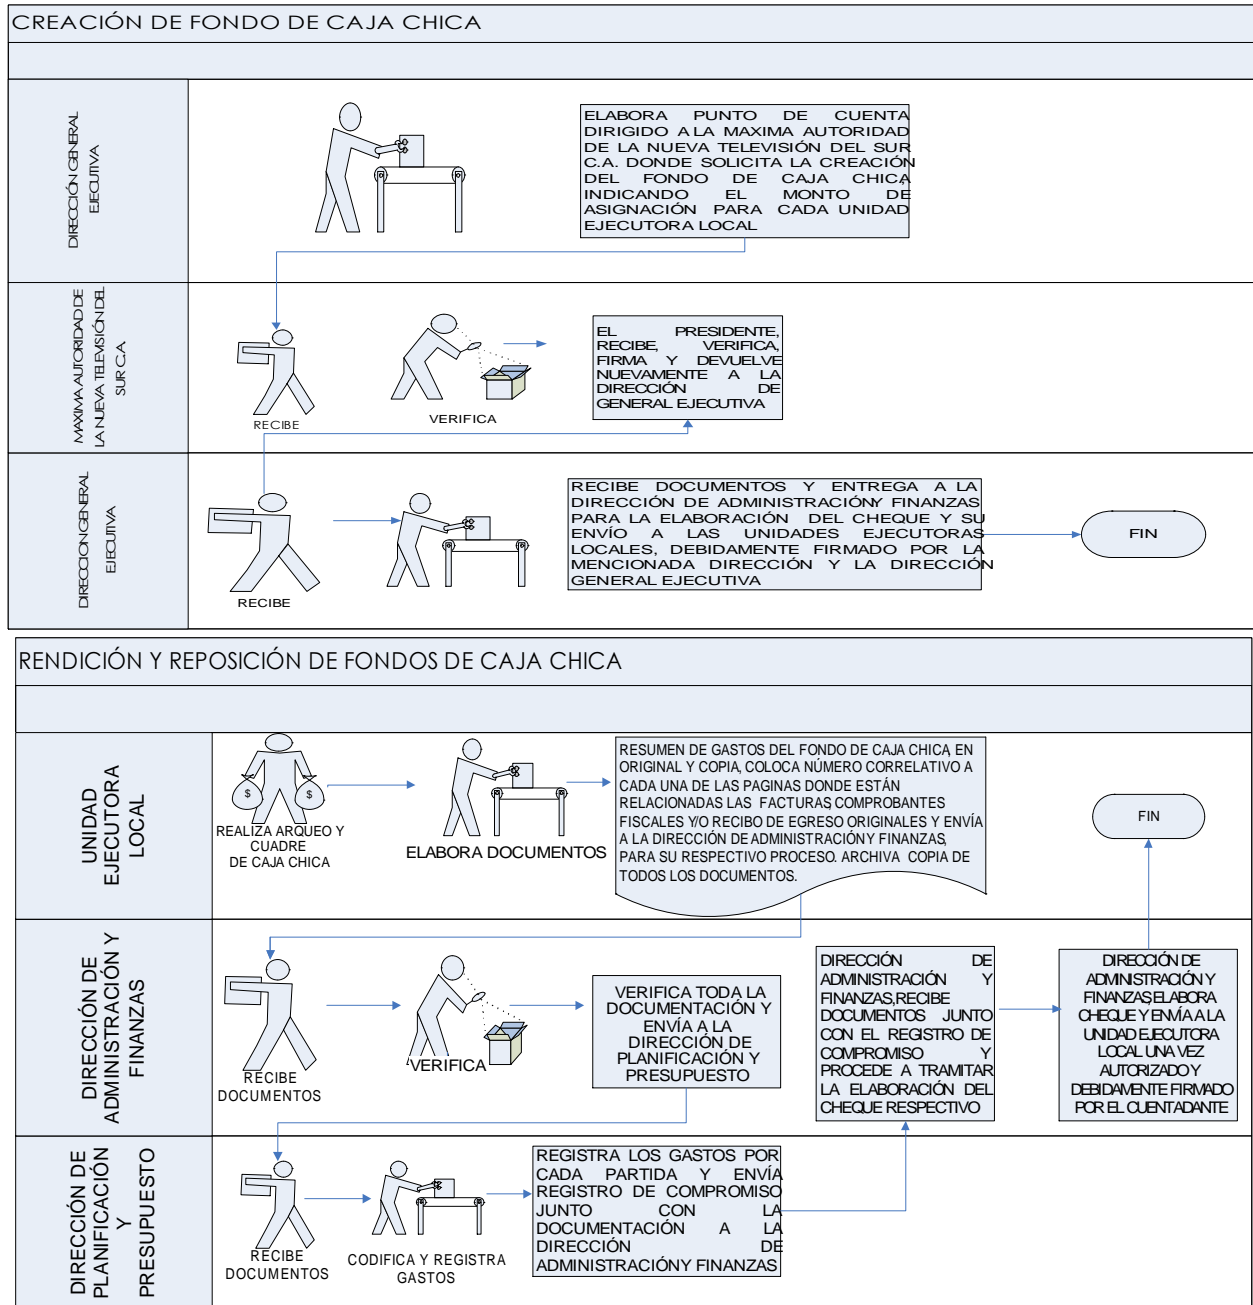 CREACIÓN DE FONDO DE CAJA CHICA
DIRECCIÓN GENERAL
EJECUTIVA
ELABORA PUNTO DE CUENTA
DIRIGIDO A LA MAXIMA AUTORIDAD
DE LA NUEVA TELEVISIÓN DEL SUR
C.A. DONDE SOLICITA LA CREACIÓN
DEL FONDO DE CAJA CHICA,
INDICANDO EL MONTO DE
ASIGNACIÓN PARA CADA UNIDAD
EJECUTORA LOCAL
MAXIMA AUTORIDAD DE
LA NUEVA TELEVISIÓN DEL
SUR C.A.
RECIBE
VERIFICA
EL PRESIDENTE,
RECIBE, VERIFICA,
FIRMA Y DEVUELVE
NUEVAMENTE A LA
DIRECCIÓN DE
GENERAL EJECUTIVA
DIRECCION GENERAL
EJECUTIVA
RECIBE
RECIBE DOCUMENTOS Y ENTREGA A LA
DIRECCIÓN DE ADMINISTRACIÓN Y FINANZAS
PARA LA ELABORACIÓN DEL CHEQUE Y SU
ENVÍO A LAS UNIDADES EJECUTORAS
LOCALES, DEBIDAMENTE FIRMADO POR LA
MENCIONADA DIRECCIÓN Y LA DIRECCIÓN
GENERAL EJECUTIVA
FIN
RENDICIÓN Y REPOSICIÓN DE FONDOS DE CAJA CHICA
UNIDAD
EJECUTORA
LOCAL
$ $
REALIZA ARQUEO Y
CUADRE
DE CAJA CHICA
ELABORA DOCUMENTOS
RESUMEN DE GASTOS DEL FONDO DE CAJA CHICA, EN
ORIGINAL Y COPIA, COLOCA NÚMERO CORRELATIVO A
CADA UNA DE LAS PAGINAS DONDE ESTÁN
RELACIONADAS LAS FACTURAS, COMPROBANTES
FISCALES Y/O RECIBO DE EGRESO ORIGINALES Y ENVÍA
A LA DIRECCIÓN DE ADMINISTRACIÓN Y FINANZAS,
PARA SU RESPECTIVO PROCESO. ARCHIVA COPIA DE
TODOS LOS DOCUMENTOS.
FIN
DIRECCIÓN DE
ADMINISTRACIÓN Y
FINANZAS
RECIBE
DOCUMENTOS
VERIFICA
VERIFICA TODA LA
DOCUMENTACIÓN Y
ENVÍA A LA
DIRECCIÓN DE
PLANIFICACIÓN Y
PRESUPUESTO
DIRECCIÓN DE
ADMINISTRACIÓN Y
FINANZAS, RECIBE
DOCUMENTOS JUNTO
CON EL REGISTRO DE
COMPROMISO Y
PROCEDE A TRAMITAR
LA ELABORACIÓN DEL
CHEQUE RESPECTIVO
DIRECCIÓN DE
ADMINISTRACIÓN Y
FINANZAS, ELABORA
CHEQUE Y ENVÍA A LA
UNIDAD EJECUTORA
LOCAL UNA VEZ
AUTORIZADO Y
DEBIDAMENTE FIRMADO
POR EL CUENTADANTE
DIRECCIÓN DE
PLANIFICACIÓN
Y
PRESUPUESTO
RECIBE
DOCUMENTOS
CODIFICA Y REGISTRA
GASTOS
REGISTRA LOS GASTOS POR
CADA PARTIDA Y ENVÍA
REGISTRO DE COMPROMISO
JUNTO CON LA
DOCUMENTACIÓN A LA
DIRECCIÓN DE
ADMINISTRACIÓN Y FINANZAS